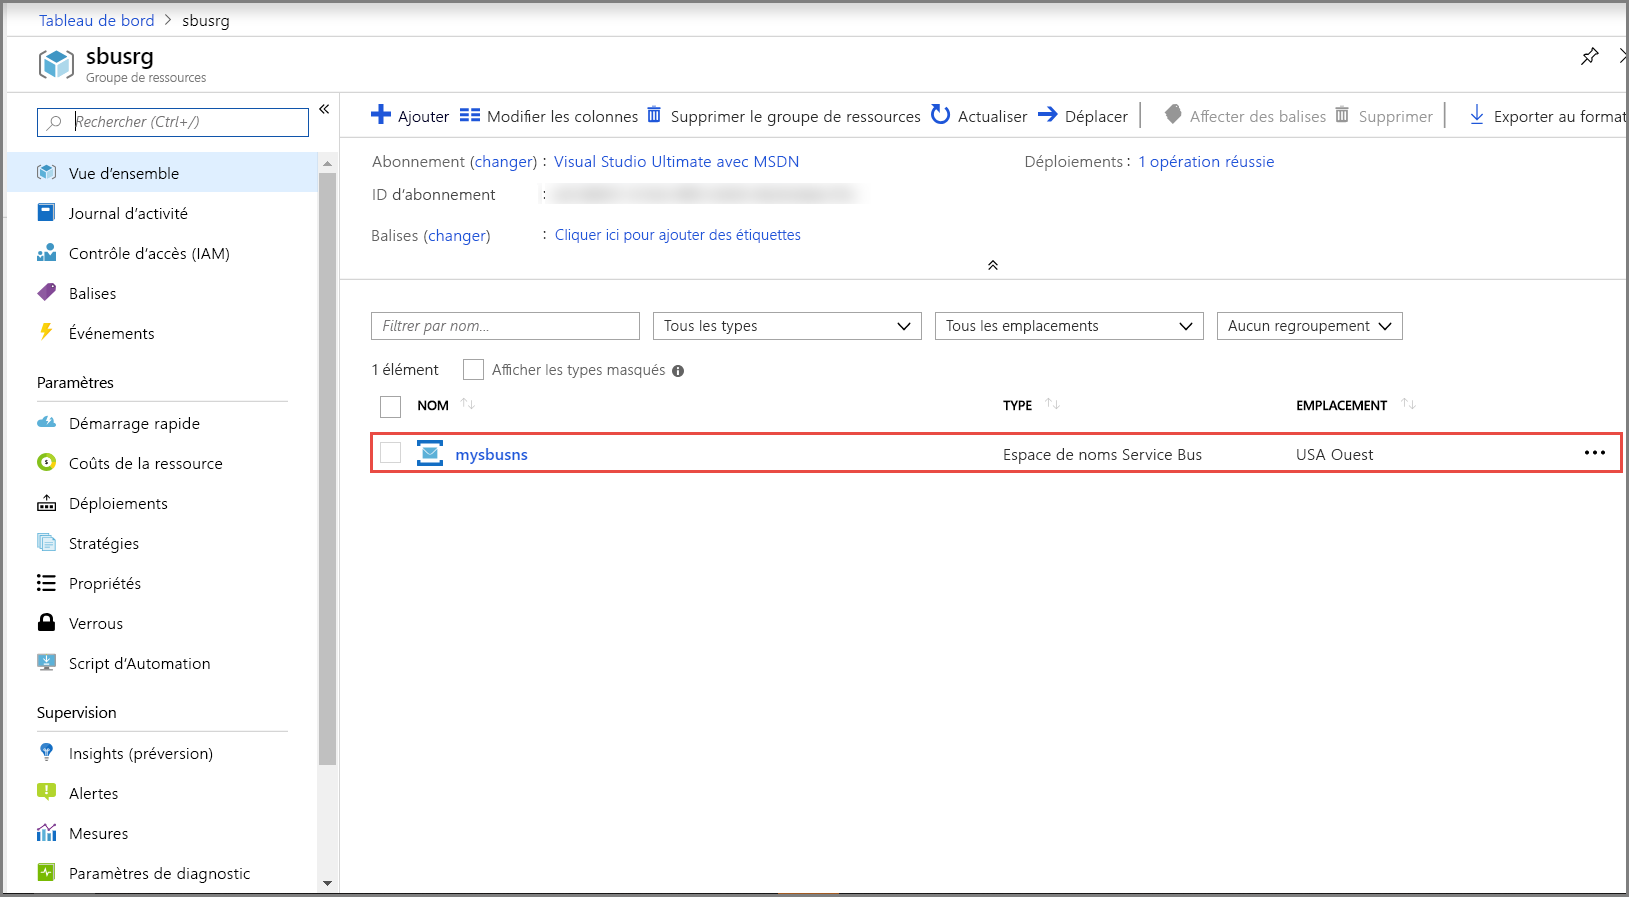 Tableau de bord > sbusrg
sbusrg
Groupe de ressources
Rechercher (Ctrl+/)
«
Vue d'ensemble
Journal d'activité
Contrôle d'accès (IAM)
Balises
Événements
Paramètres
Démarrage rapide
Coûts de la ressource
Déploiements
Stratégies
Propriétés
Verrous
Script d'Automation
Supervision
Insights (préversion)
Alertes
Mesures
Paramètres de diagnostic
Ajouter Modifier les colonnes Supprimer le groupe de ressources Actualiser Déplacer Affecter des balises Supprimer Exporter au format
Abonnement (changer) : Visual Studio Ultimate avec MSDN Déploiements : 1 opération réussie
ID d'abonnement :
Balises (changer) : Cliquer ici pour ajouter des étiquettes
Filtrer par nom... Tous les types Tous les emplacements Aucun regroupement
1 élément Afficher les types masqués
NOM TYPE EMPLACEMENT
mysbusns Espace de noms Service Bus USA Ouest